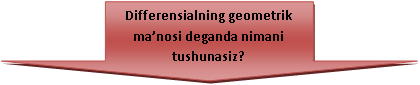 Differensialning geometrik
ma’nosi deganda nimani
tushunasiz?